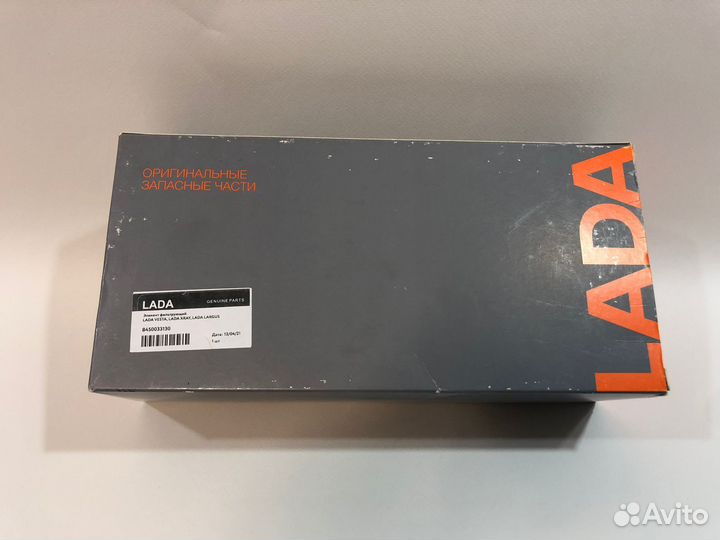 ОРИГИНАЛЬНЫЕ
ЗАПАСНЫЕ ЧАСТИ
LADA
LADA GENUINE PARTS
Элемент фильтрующий
LADA VESTA, LADA XRAY, LADA LARGUS
8450033130
Дата: 13/04/21
1 шт
Avito